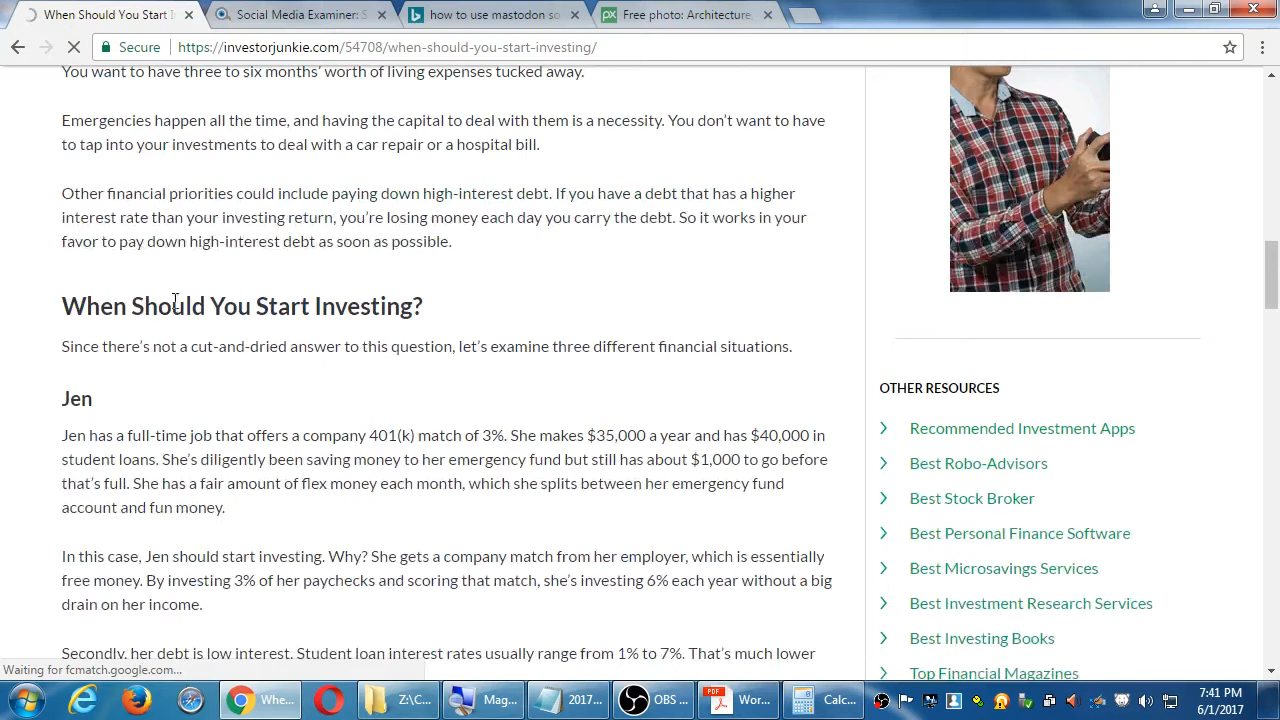 When Should You Start I
Social Media Examiner: S
how to use mastodon s
Free photo: Architecture,
Secure
https://investorjunkie.com/54708/when-should-you-start-investing/
You want to have three to six months' worth of living expenses tucked away.
Emergencies happen all the time, and having the capital to deal with them is a necessity. You don't want to have
to tap into your investments to deal with a car repair or a hospital bill.
Other financial priorities could include paying down high-interest debt. If you have a debt that has a higher
interest rate than your investing return, you're losing money each day you carry the debt. So it works in your
favor to pay down high-interest debt as soon as possible.
When Should You Start Investing?
Since there's not a cut-and-dried answer to this question, let's examine three different financial situations.
Jen
Jen has a full-time job that offers a company 401(k) match of 3%. She makes $35,000 a year and has $40,000 in
student loans. She's diligently been saving money to her emergency fund but still has about $1,000 to go before
that's full. She has a fair amount of flex money each month, which she splits between her emergency fund
account and fun money.
In this case, Jen should start investing. Why? She gets a company match from her employer, which is essentially
free money. By investing 3% of her paychecks and scoring that match, she's investing 6% each year without a big
drain on her income.
Secondly, her debt is low interest. Student loan interest rates usually range from 1% to 7%. That's much lower
OTHER RESOURCES
Recommended Investment Apps
Best Robo-Advisors
Best Stock Broker
Best Personal Finance Software
Best Microsavings Services
Best Investment Research Services
Best Investing Books
Top Financial Magazines
Waiting for fcmatch.google.com...
Whe...
Z:\C...
Mag...
2017...
OBS ...
PDF
Wor...
Calc...
7:41 PM
6/1/2017